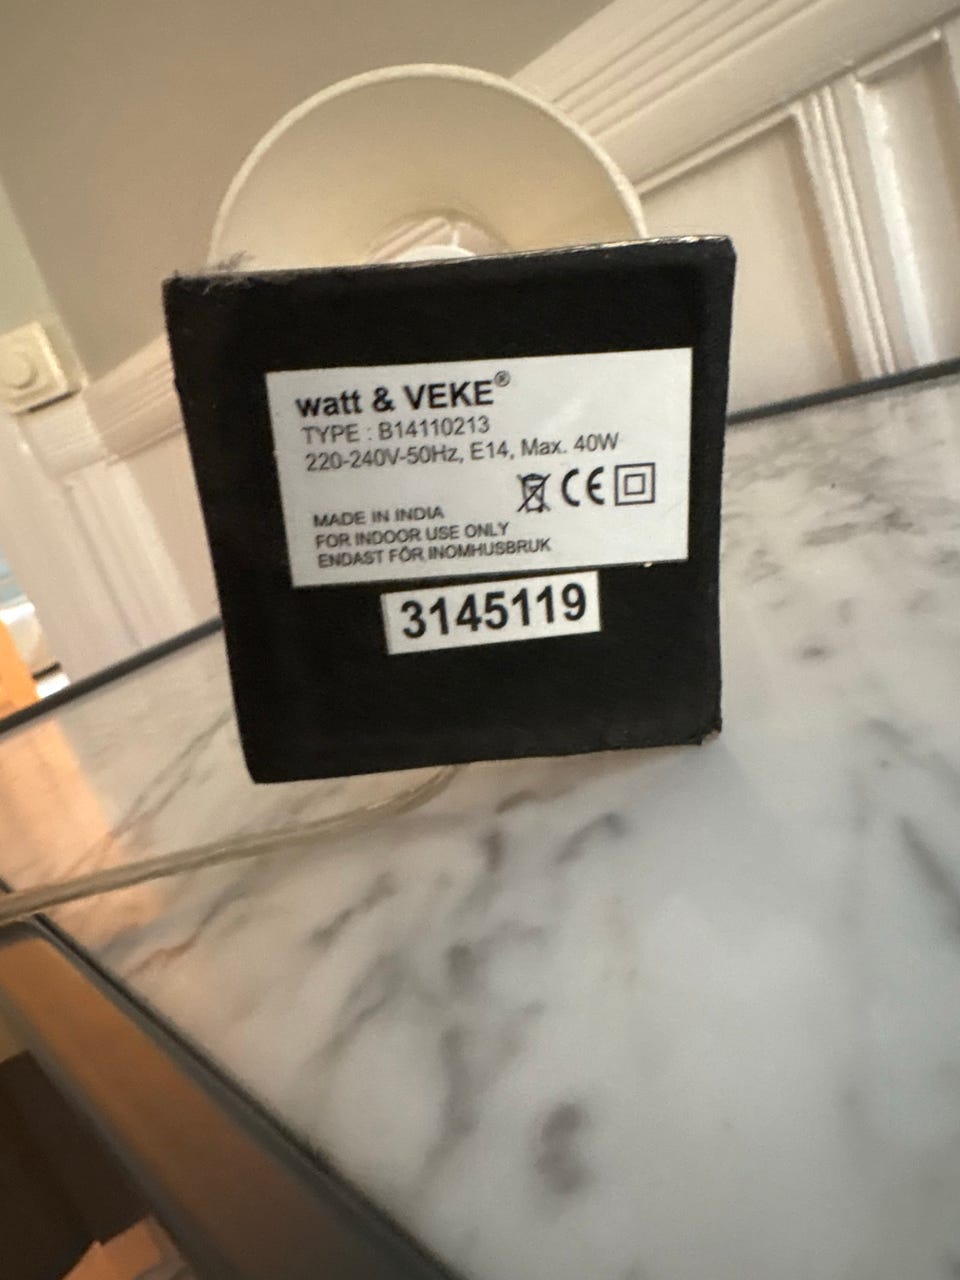 watt & VEKE®
TYPE : B14110213
220-240V-50Hz, E14, Max. 40W
CE
MADE IN INDIA
FOR INDOOR USE ONLY
ENDAST FÖR INOMHUSBRUK
3145119